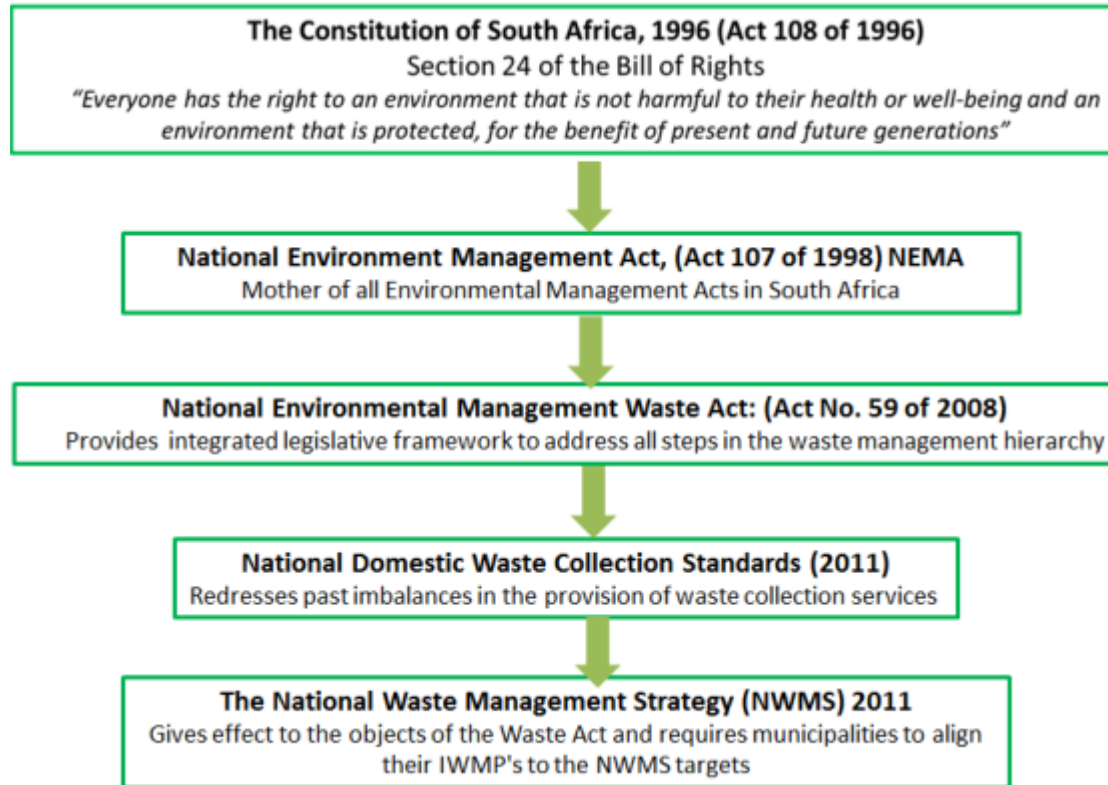 The Constitution of South Africa, 1996 (Act 108 of 1996)
Section 24 of the Bill of Rights
“Everyone has the right to an environment that is not harmful to their health or well-being and an
environment that is protected, for the benefit of present and future generations”
National Environment Management Act, (Act 107 of 1998) NEMA
Mother of all Environmental Management Acts in South Africa
National Environmental Management Waste Act: (Act No. 59 of 2008)
Provides integrated legislative framework to address all steps in the waste management hierarchy
National Domestic Waste Collection Standards (2011)
Redresses past imbalances in the provision of waste collection services
The National Waste Management Strategy (NWMS) 2011
Gives effect to the objects of the Waste Act and requires municipalities to align
their IWMP's to the NWMS targets